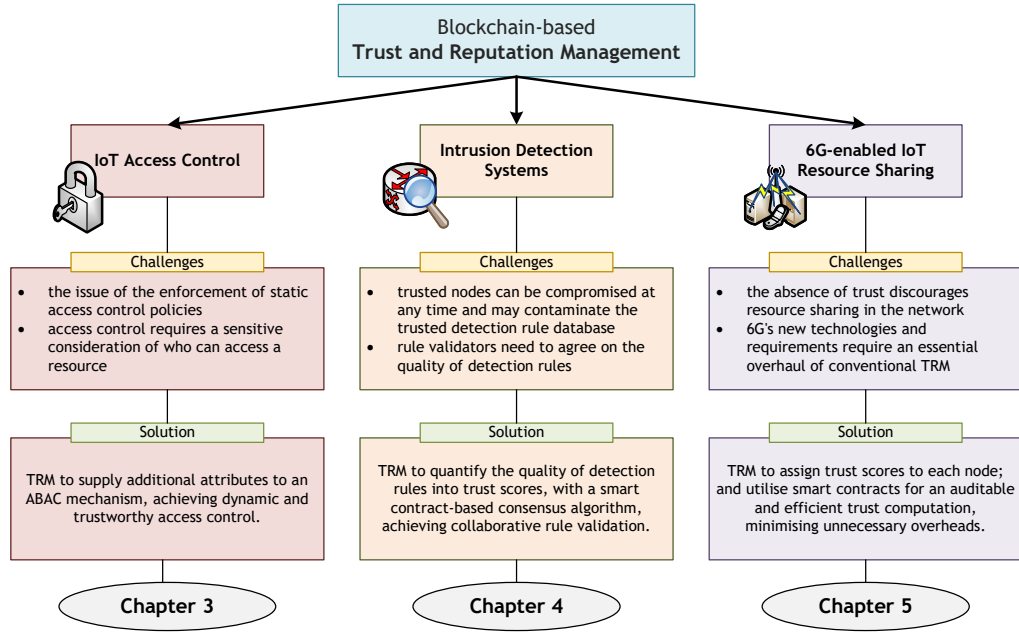 Blockchain-based
Trust and Reputation Management
IoT Access Control
Challenges
• the issue of the enforcement of static
access control policies
• access control requires a sensitive
consideration of who can access a
resource
Solution
TRM to supply additional attributes to an
ABAC mechanism, achieving dynamic and
trustworthy access control.
Chapter 3
Intrusion Detection
Systems
Challenges
• trusted nodes can be compromised at
any time and may contaminate the
trusted detection rule database
• rule validators need to agree on the
quality of detection rules
Solution
TRM to quantify the quality of detection
rules into trust scores, with a smart
contract-based consensus algorithm,
achieving collaborative rule validation.
Chapter 4
6G-enabled IoT
Resource Sharing
Challenges
• the absence of trust discourages
resource sharing in the network
• 6G's new technologies and
requirements require an essential
overhaul of conventional TRM
Solution
TRM to assign trust scores to each node;
and utilise smart contracts for an auditable
and efficient trust computation,
minimising unnecessary overheads.
Chapter 5